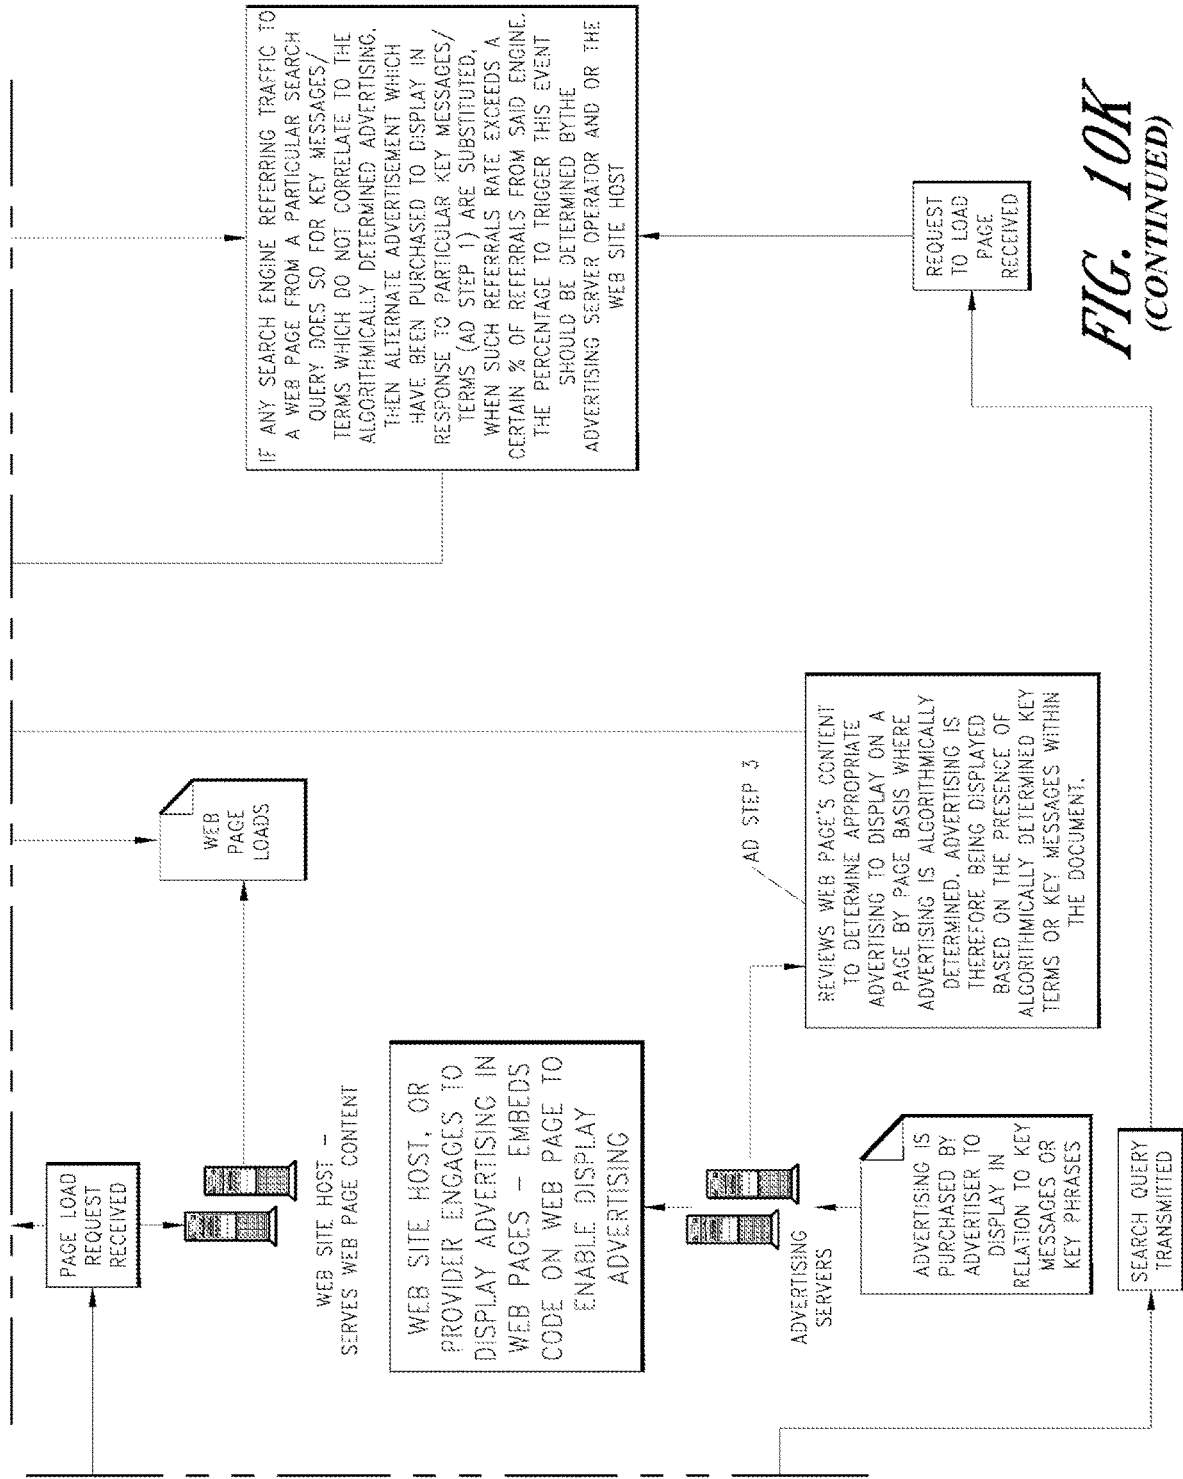 PAGE LOAD
REQUEST
RECEIVED
WEB SITE HOST -
SERVES WEB PAGE CONTENT
WEB
PAGE
LOADS
IF ANY SEARCH ENGINE REFERRING TRAFFIC TO
A WEB PAGE FROM A PARTICULAR SEARCH
QUERY DOES SO FOR KEY MESSAGES/
TERMS WHICH DO NOT CORRELATE TO THE
ALGORITHMICALLY DETERMINED ADVERTISING,
THEN ALTERNATE ADVERTISEMENT WHICH
HAVE BEEN PURCHASED TO DISPLAY IN
RESPONSE TO PARTICULAR KEY MESSAGES/
TERMS (AD STEP 1) ARE SUBSTITUTED,
WHEN SUCH REFERRALS RATE EXCEEDS A
CERTAIN % OF REFERRALS FROM SAID ENGINE.
THE PERCENTAGE TO TRIGGER THIS EVENT
SHOULD BE DETERMINED BYTHE
ADVERTISING SERVER OPERATOR AND OR THE
WEB SITE HOST
WEB SITE HOST, OR
PROVIDER ENGAGES TO
DISPLAY ADVERTISING IN
WEB PAGES - EMBEDS
CODE ON WEB PAGE TO
ENABLE DISPLAY
ADVERTISING
ADVERTISING
SERVERS
AD STEP 3
REVIEWS WEB PAGE'S CONTENT
TO DETERMINE APPROPRIATE
ADVERTISING TO DISPLAY ON A
PAGE BY PAGE BASIS WHERE
ADVERTISING IS ALGORITHMICALLY
DETERMINED, ADVERTISING IS
THEREFORE BEING DISPLAYED
BASED ON THE PRESENCE OF
ALGORITHMICALLY DETERMINED KEY
TERMS OR KEY MESSAGES WITHIN
THE DOCUMENT.
ADVERTISING IS
PURCHASED BY
ADVERTISER TO
DISPLAY IN
RELATION TO KEY
MESSAGES OR
KEY PHRASES
REQUEST
TO LOAD
PAGE
RECEIVED
SEARCH QUERY
TRANSMITTED
FIG. 10K
(CONTINUED)